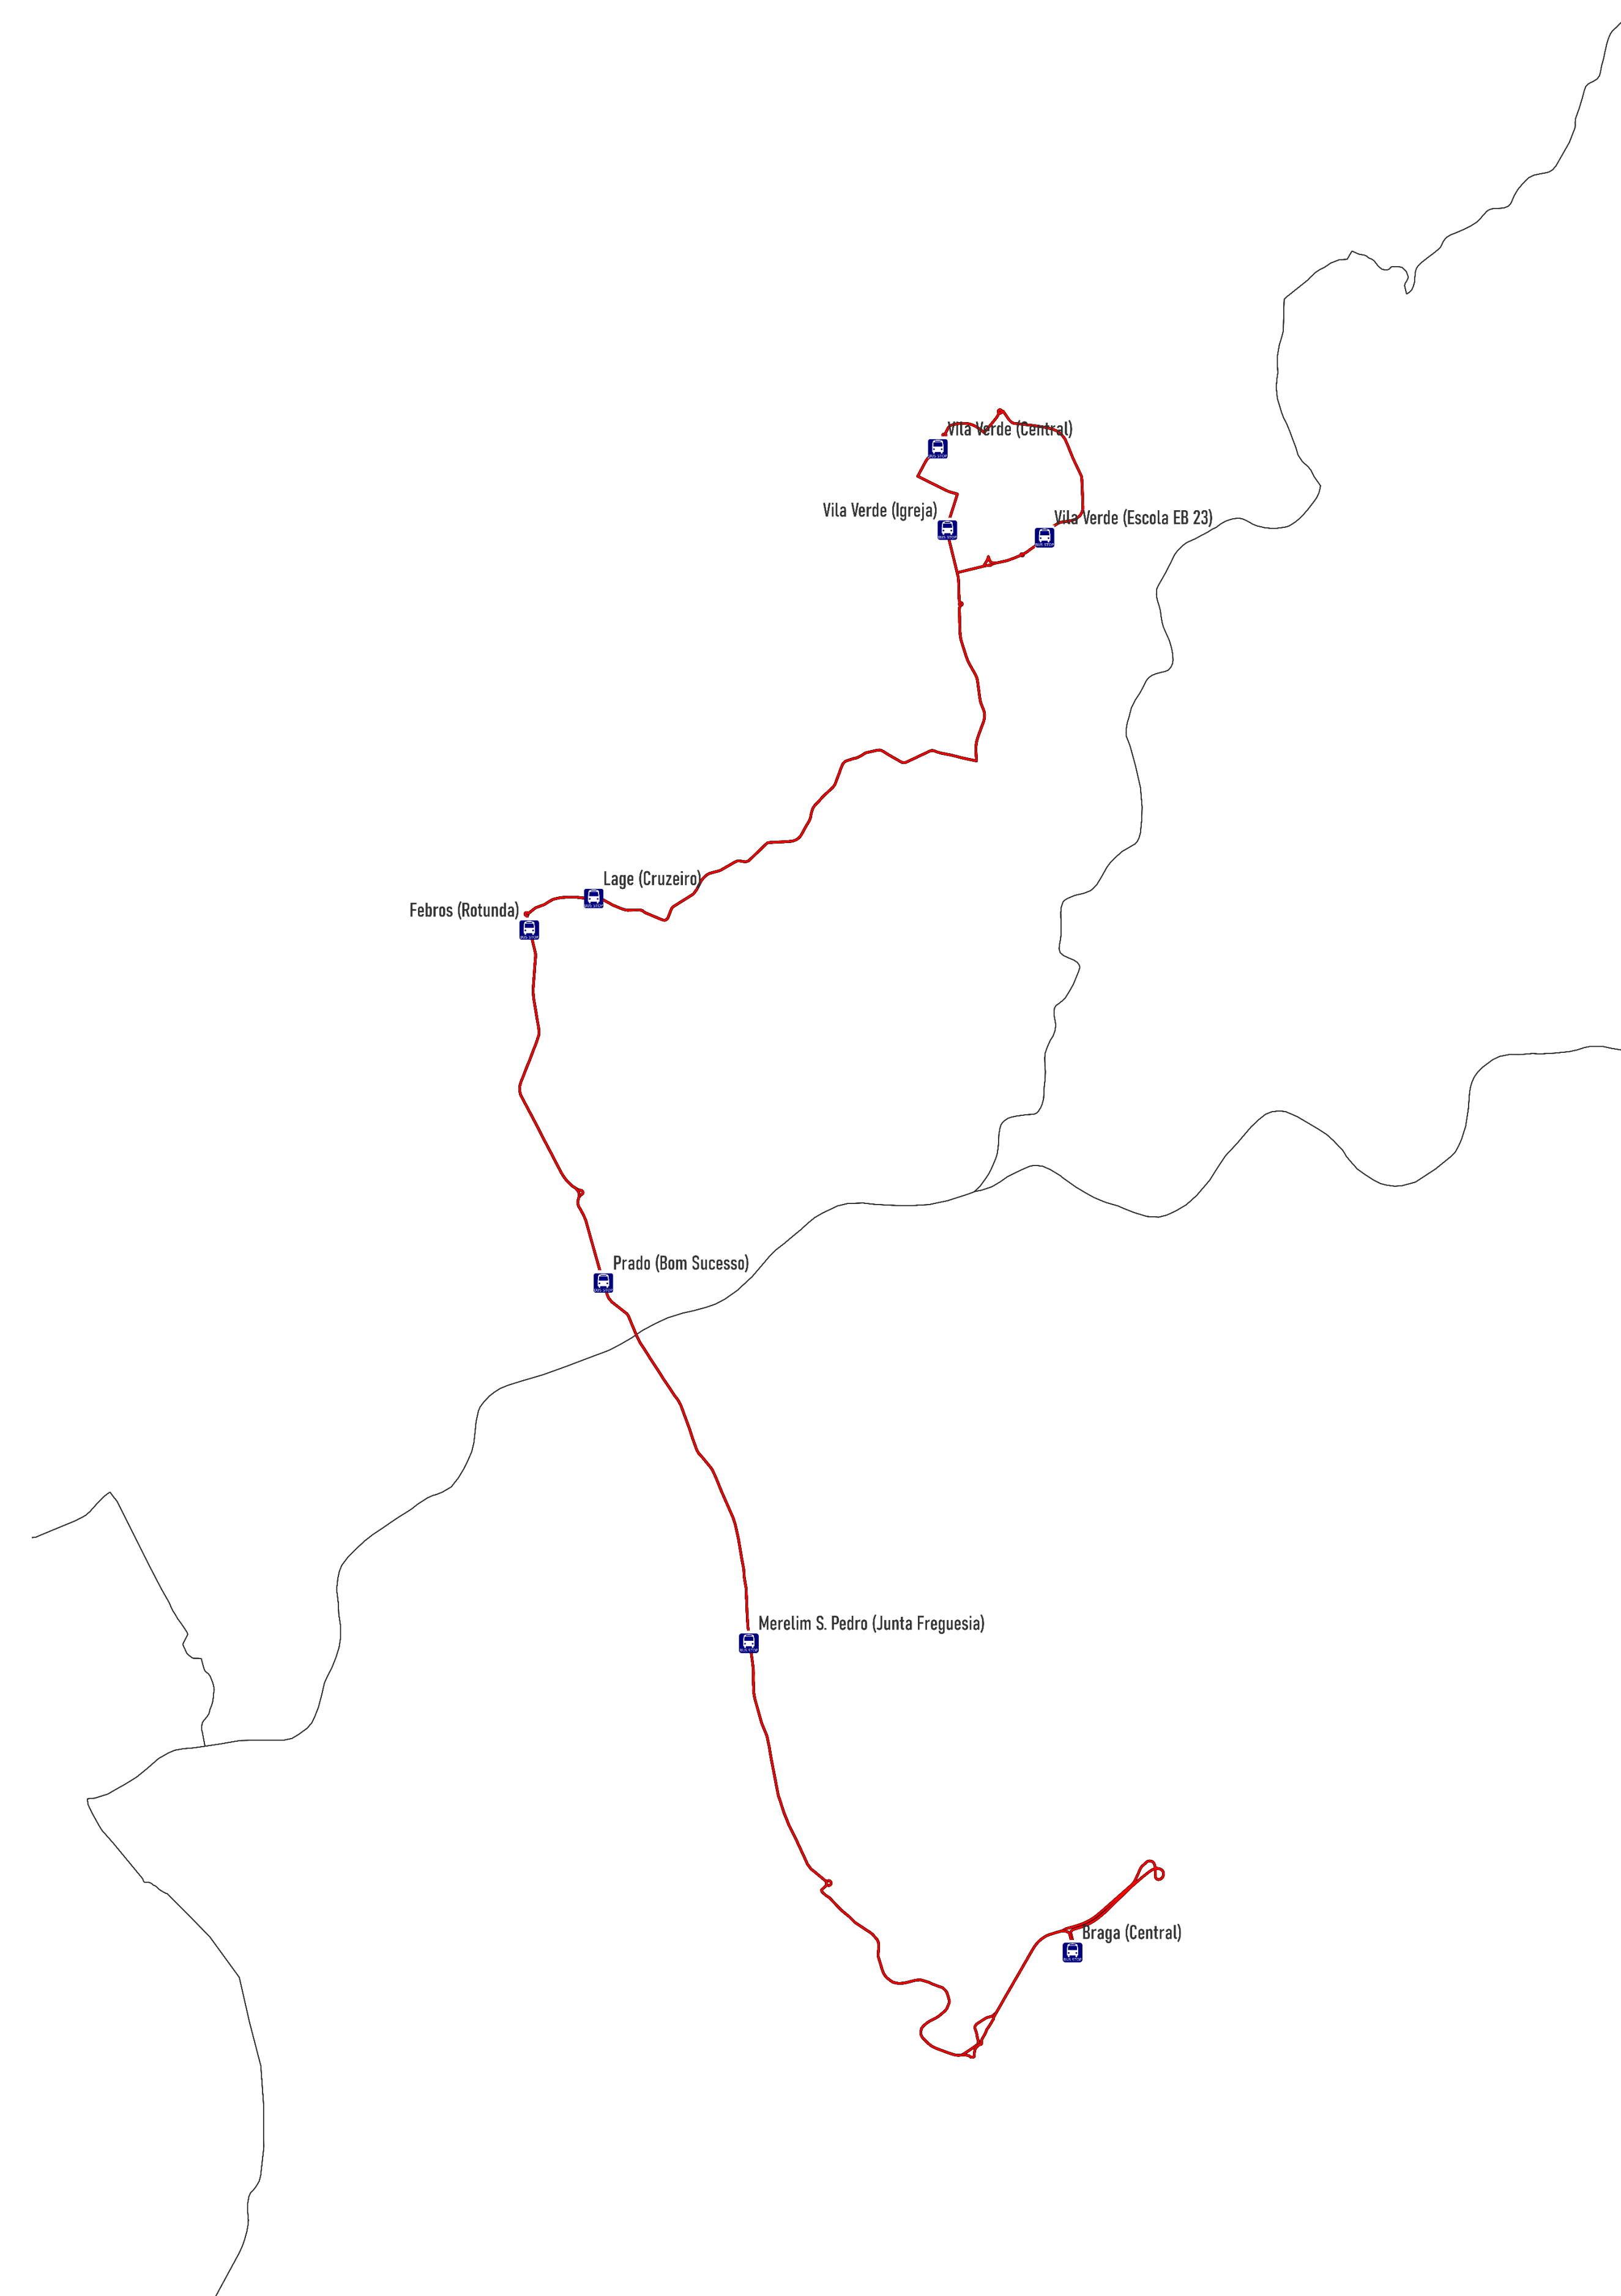 Vila Verde (Central)
Vila Verde (Igreja)
Vila Verde (Escola EB 23)
Lage (Cruzeiro)
Febros (Rotunda)
Prado (Bom Sucesso)
Merelim S. Pedro (Junta Freguesia)
Braga (Central)